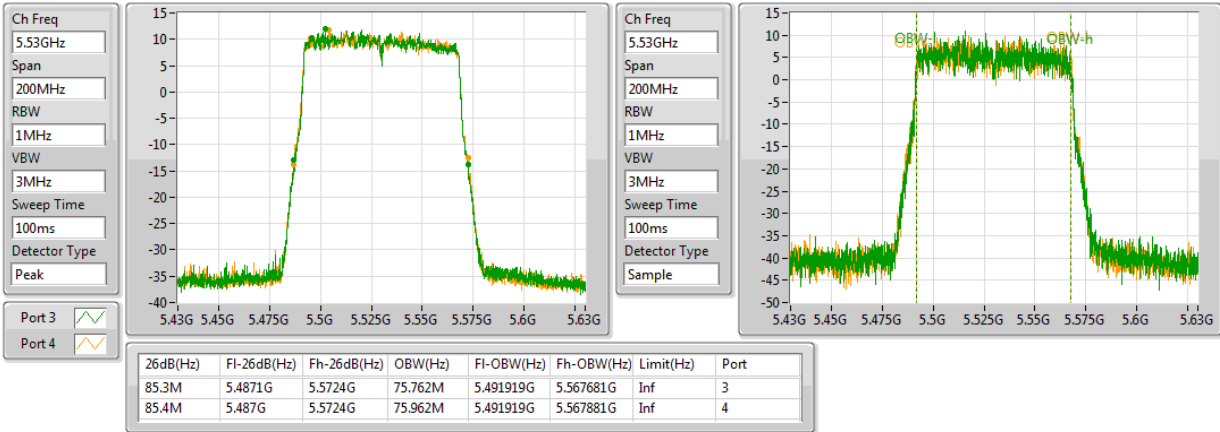 Ch Freq
5.53GHz
Span
200MHz
RBW
1MHz
VBW
3MHz
Sweep Time
100ms
Detector Type
Peak
Port 3
Port 4
15
10
5
0
-5
-10
-15
-20
-25
-30
-35
-40
5.43G 5.45G 5.475G 5.5G 5.525G 5.55G 5.575G 5.6G 5.63G
Ch Freq
5.53GHz
Span
200MHz
RBW
1MHz
VBW
3MHz
Sweep Time
100ms
Detector Type
Sample
15
10
5
0
-5
-10
-15
-20
-25
-30
-35
-40
-45
-50
OBW-l OBW-h
5.43G 5.45G 5.475G 5.5G 5.525G 5.55G 5.575G 5.6G 5.63G
26dB(Hz) Fl-26dB(Hz) Fh-26dB(Hz) OBW(Hz) Fl-OBW(Hz) Fh-OBW(Hz) Limit(Hz) Port
85.3M 5.4871G 5.5724G 75.762M 5.491919G 5.567681G Inf 3
85.4M 5.487G 5.5724G 75.962M 5.491919G 5.567881G Inf 4